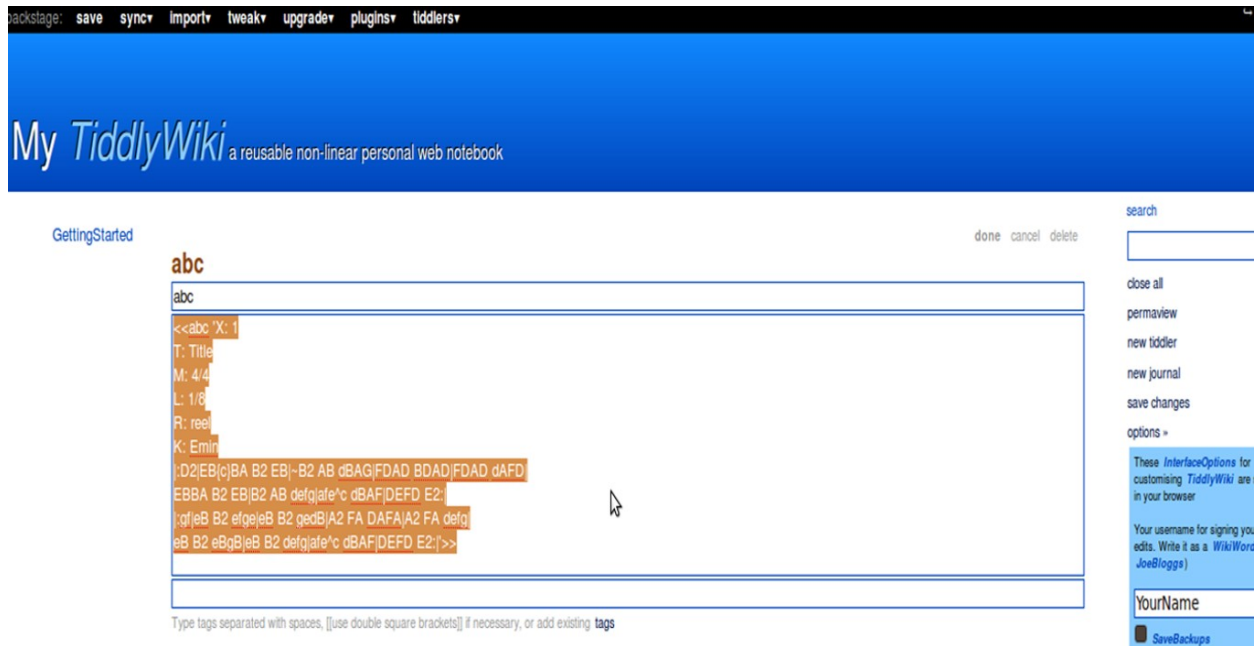 backstage: save sync▾ import▾ tweak▾ upgrade▾ plugins▾ tiddlers▾
My TiddlyWiki a reusable non-linear personal web notebook
GettingStarted
done cancel delete
abc
abc
<<abc 'X: 1
T: Title
M: 4/4
L: 1/8
R: reel
K: Emin
|:D2|EB{c}BA B2 EB|~B2 AB dBAG|FDAD BDAD|FDAD dAFD|
EBBA B2 EB|B2 AB defg|afe^c dBAF|DEFD E2:|
|:gf|eB B2 efge|eB B2 gedB|A2 FA DAFA|A2 FA defg|
eB B2 eBgB|eB B2 defg|afe^c dBAF|DEFD E2:|'>>
Type tags separated with spaces, [[use double square brackets]] if necessary, or add existing tags
search
close all
permaview
new tiddler
new journal
save changes
options »
These InterfaceOptions for
customising TiddlyWiki are
in your browser
Your username for signing
edits. Write it as a WikiWord
JoeBloggs)
YourName
SaveBackups